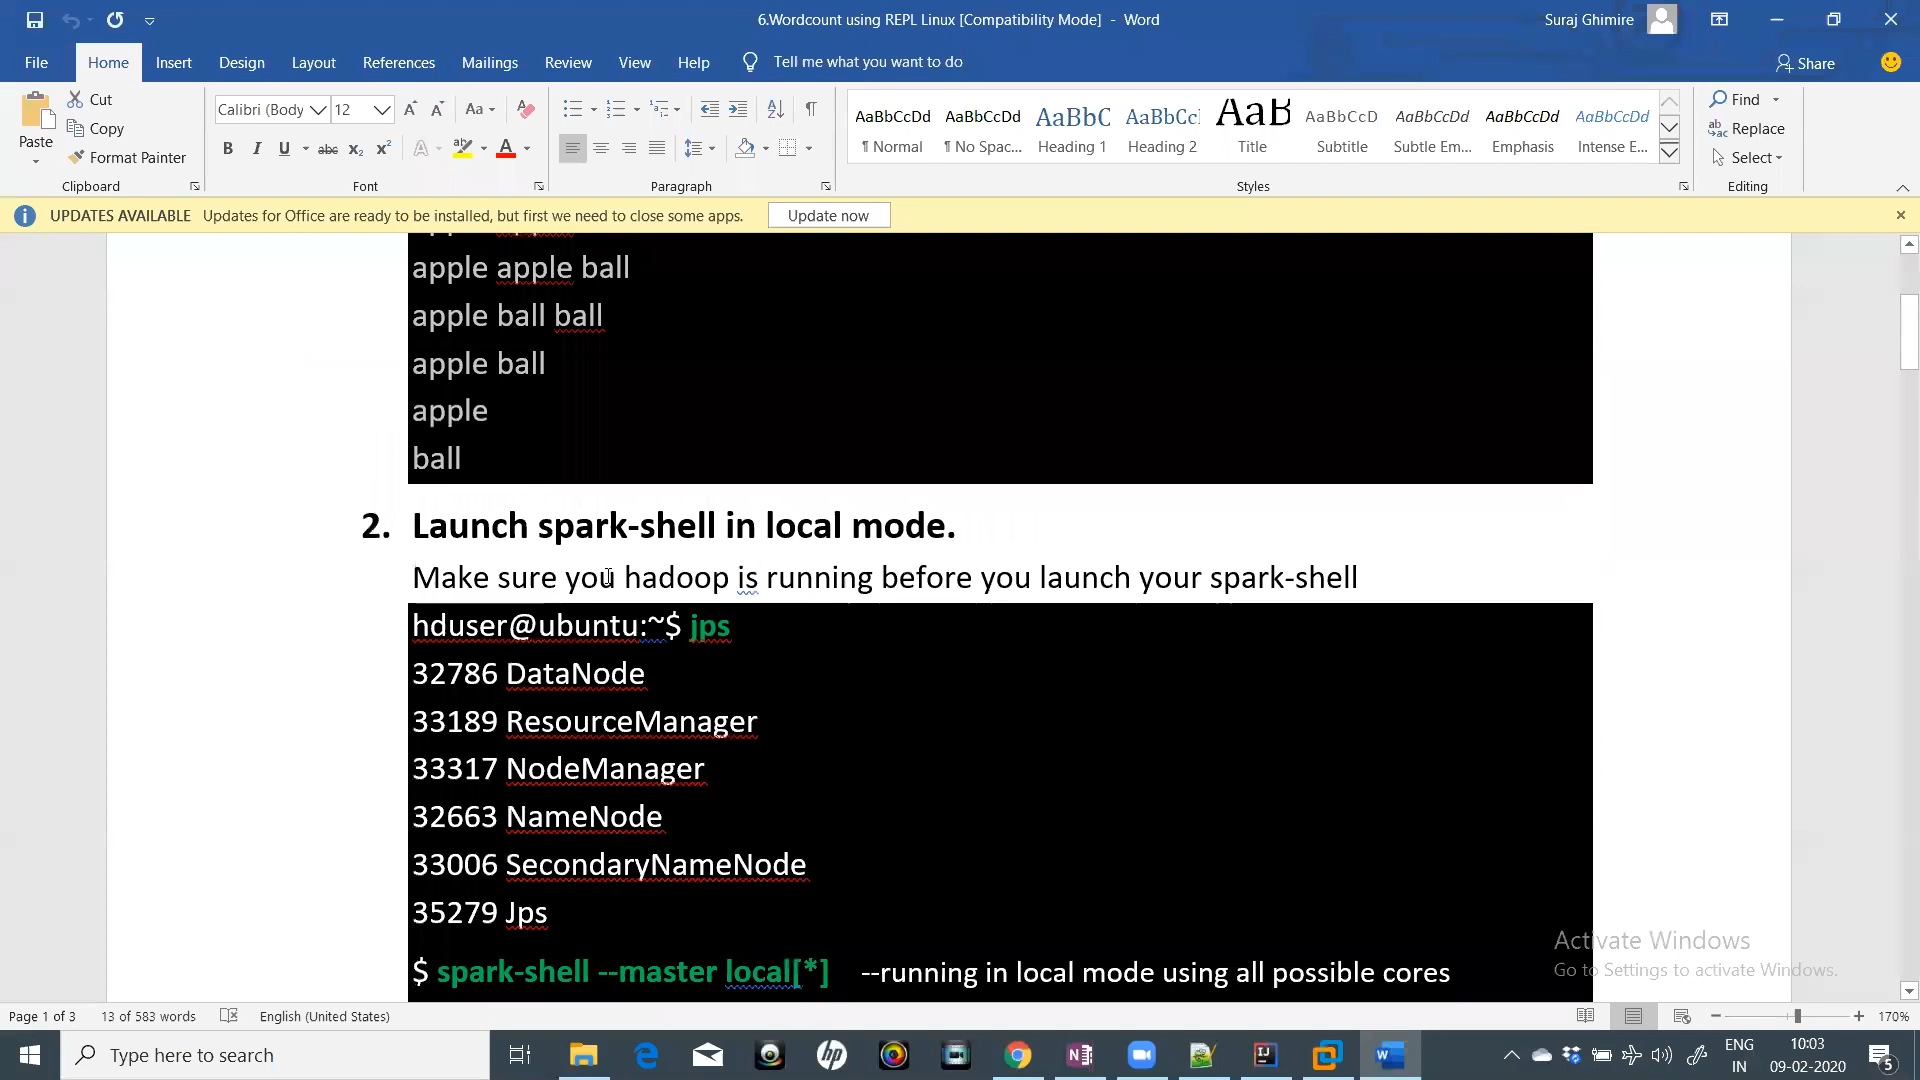 6.Wordcount using REPL Linux [Compatibility Mode] - Word
Suraj Ghimire
File Home Insert Design Layout References Mailings Review View Help Tell me what you want to do
Share
Paste
Cut
Copy
Format Painter
Clipboard
Calibri (Body 12
Font
Paragraph
AaBbCcDd AaBbCcDd AaBbC AaBbCc AaB AaBbCcD AaBbCcDd AaBbCcDd AaBbCcDd
¶ Normal ¶ No Spac... Heading 1 Heading 2 Title Subtitle Subtle Em... Emphasis Intense E...
Styles
Find
Replace
Select
Editing
UPDATES AVAILABLE Updates for Office are ready to be installed, but first we need to close some apps. Update now
apple apple ball
apple ball ball
apple ball
apple
ball
2. Launch spark-shell in local mode.
Make sure you hadoop is running before you launch your spark-shell
hduser@ubuntu:~$ jps
32786 DataNode
33189 ResourceManager
33317 NodeManager
32663 NameNode
33006 SecondaryNameNode
35279 Jps
$ spark-shell --master local[*] --running in local mode using all possible cores
Activate Windows
Go to Settings to activate Windows.
Page 1 of 3 13 of 583 words English (United States)
170%
Type here to search
ENG
IN
10:03
09-02-2020
5